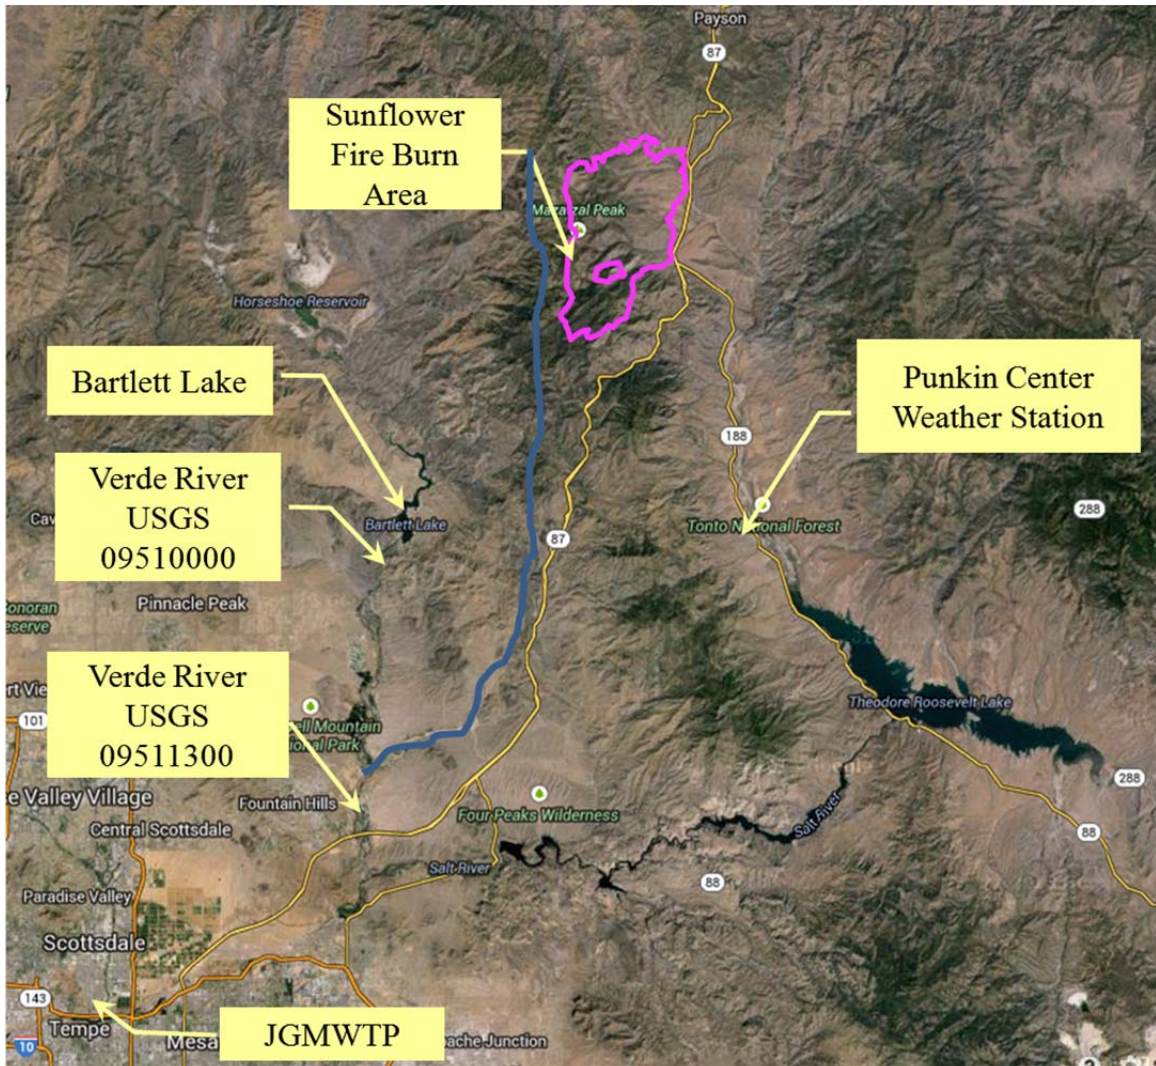 Payson
87
Sunflower
Fire Burn
Area
Mazatzal Peak
Horseshoe Reservoir
Bartlett Lake
Punkin Center
Weather Station
188
Verde River
USGS
09510000
Bartlett Lake
Tonto National Forest
288
87
Pinnacle Peak
Verde River
USGS
09511300
101
Theodore Roosevelt Lake
288
Fountain Hills
Four Peaks Wilderness
Central Scottsdale
Salt River
88
Salt River
88
Paradise Valley
Scottsdale
143
Tempe
10
JGMWTP